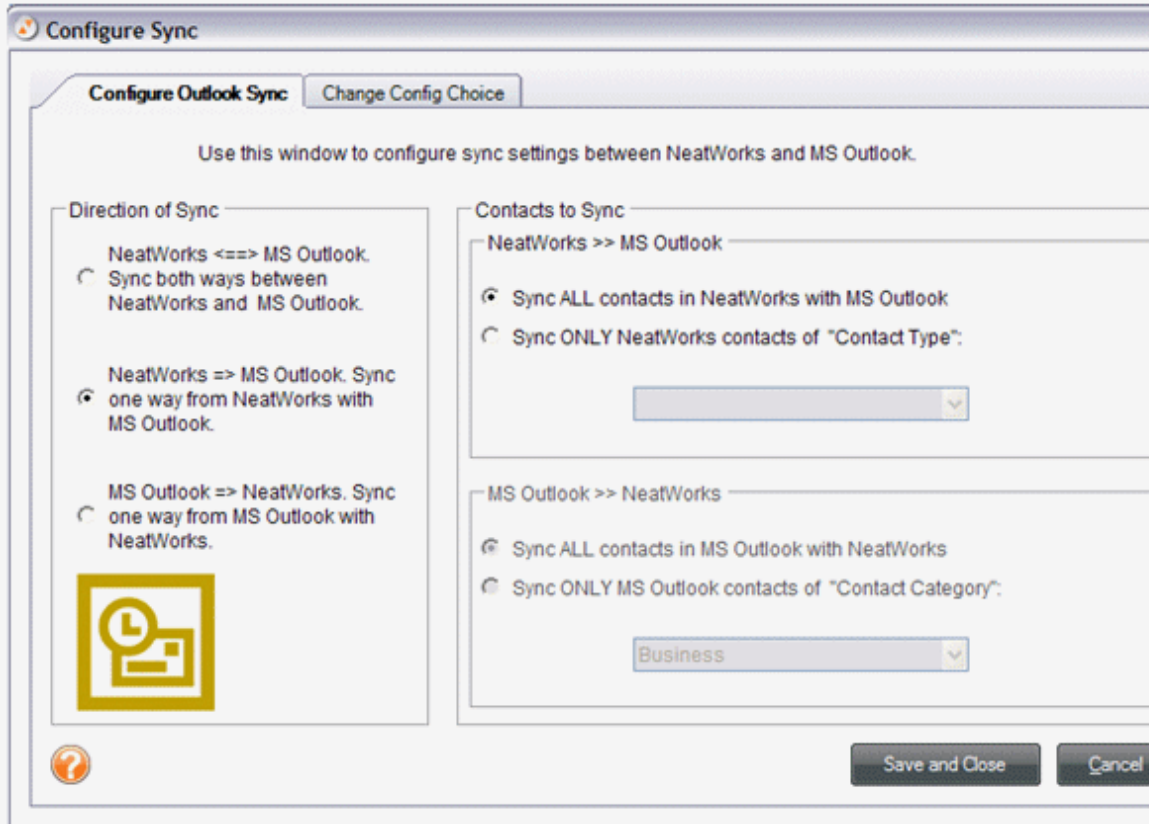 Configure Sync
Configure Outlook Sync
Change Config Choice
Use this window to configure sync settings between NeatWorks and MS Outlook.
Direction of Sync
NeatWorks <==> MS Outlook.
Sync both ways between
NeatWorks and MS Outlook.
NeatWorks => MS Outlook. Sync
one way from NeatWorks with
MS Outlook.
MS Outlook => NeatWorks. Sync
one way from MS Outlook with
NeatWorks.
Contacts to Sync
NeatWorks >> MS Outlook
Sync ALL contacts in NeatWorks with MS Outlook
Sync ONLY NeatWorks contacts of "Contact Type":
MS Outlook >> NeatWorks
Sync ALL contacts in MS Outlook with NeatWorks
Sync ONLY MS Outlook contacts of "Contact Category":
Business
?
Save and Close
Cancel